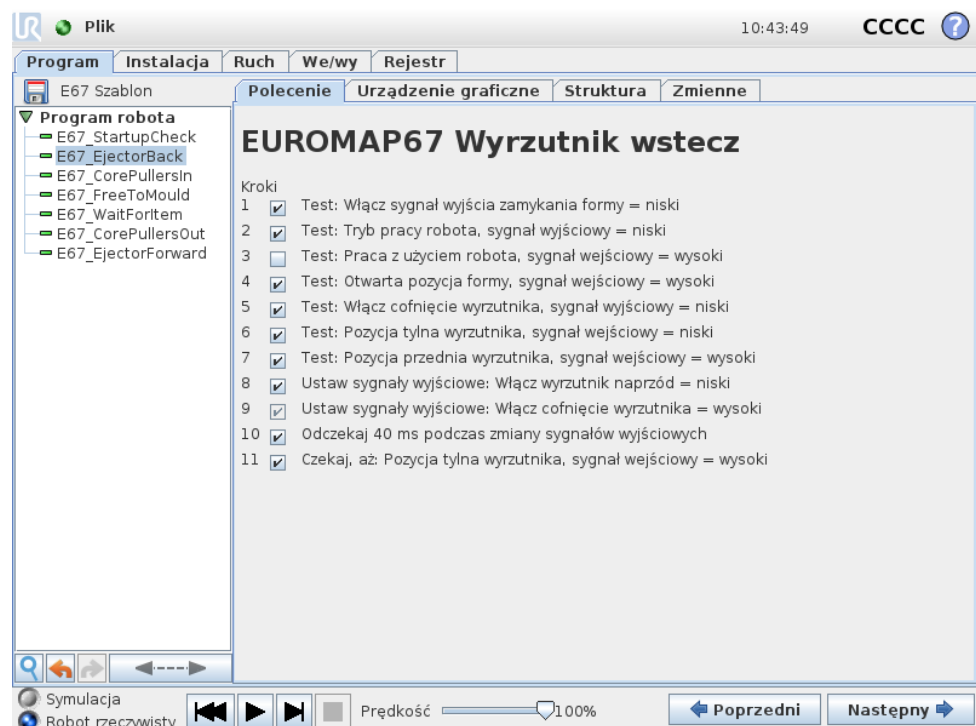 UR Plik 10:43:49 CCCC ?
Program Instalacja Ruch We/wy Rejestr
E67 Szablon Polecenie Urządzenie graficzne Struktura Zmienne
Program robota
E67_StartupCheck
E67_EjectorBack
E67_CorePullersIn
E67_FreeToMould
E67_WaitForItem
E67_CorePullersOut
E67_EjectorForward
EUROMAP67 Wyrzutnik wstecz
Kroki
1 Test: Włącz sygnał wyjścia zamykania formy = niski
2 Test: Tryb pracy robota, sygnał wyjściowy = niski
3 Test: Praca z użyciem robota, sygnał wejściowy = wysoki
4 Test: Otwarta pozycja formy, sygnał wejściowy = wysoki
5 Test: Włącz cofnięcie wyrzutnika, sygnał wyjściowy = niski
6 Test: Pozycja tylna wyrzutnika, sygnał wejściowy = niski
7 Test: Pozycja przednia wyrzutnika, sygnał wejściowy = wysoki
8 Ustaw sygnały wyjściowe: Włącz wyrzutnik naprzód = niski
9 Ustaw sygnały wyjściowe: Włącz cofnięcie wyrzutnika = wysoki
10 Odczekaj 40 ms podczas zmiany sygnałów wyjściowych
11 Czekaj, aż: Pozycja tylna wyrzutnika, sygnał wejściowy = wysoki
Symulacja
Robot rzeczywisty
Prędkość 100% Poprzedni Następny